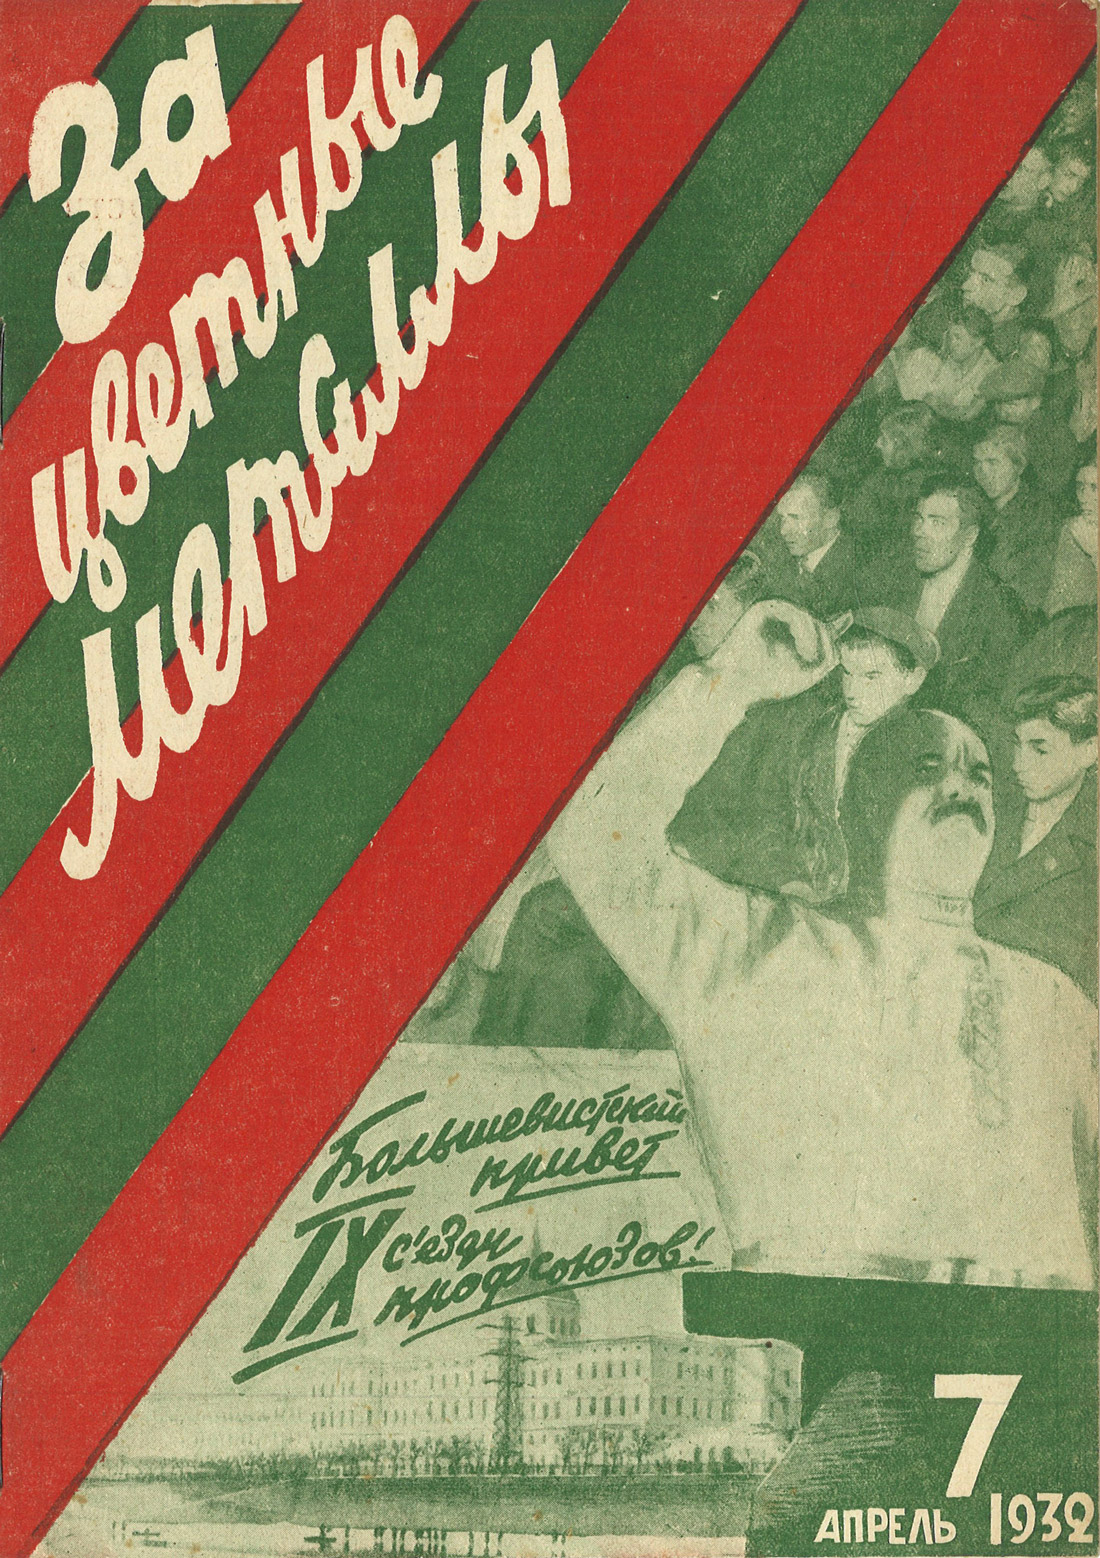 За
цветные
металлы
Большевистский
привет
IX с'езду
профсоюзов!
7
АПРЕЛЬ 1932